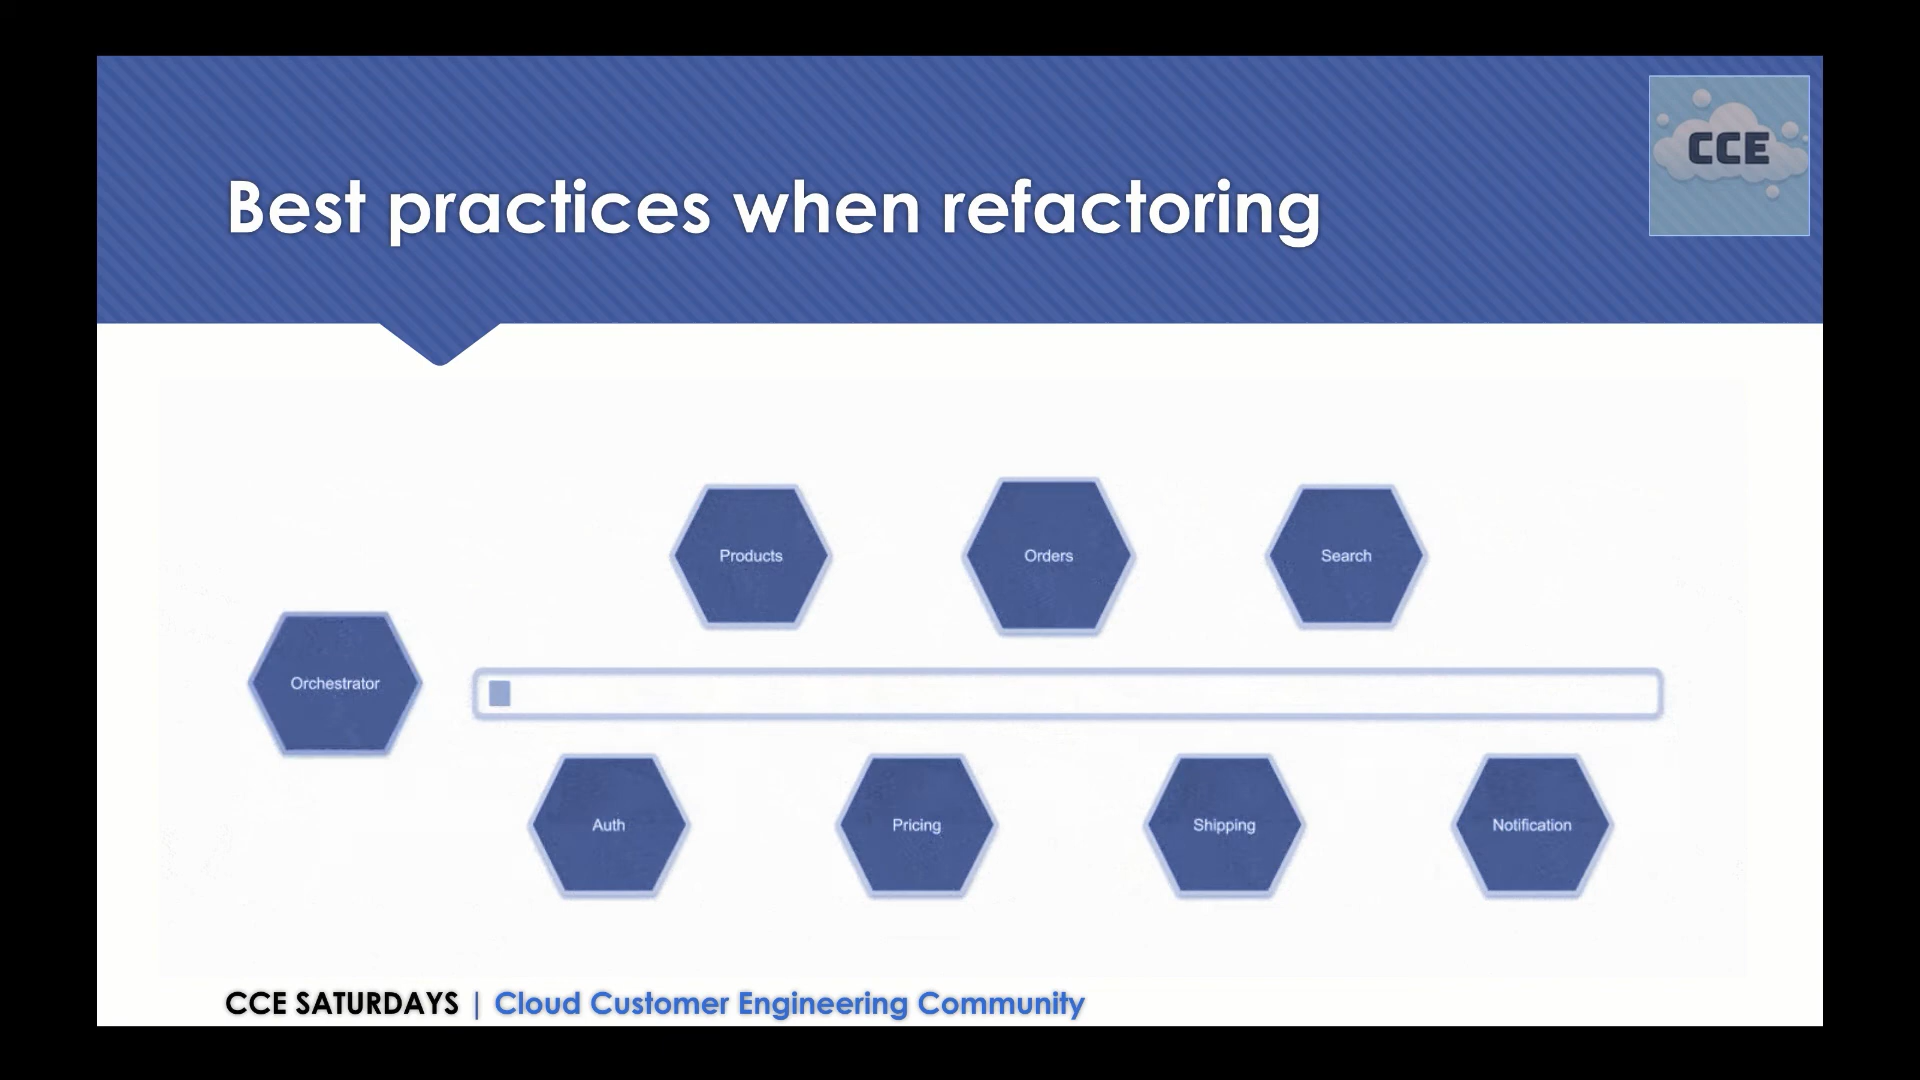 CCE
Best practices when refactoring
Products
Orders
Search
Orchestrator
Auth
Pricing
Shipping
Notification
CCE SATURDAYS | Cloud Customer Engineering Community